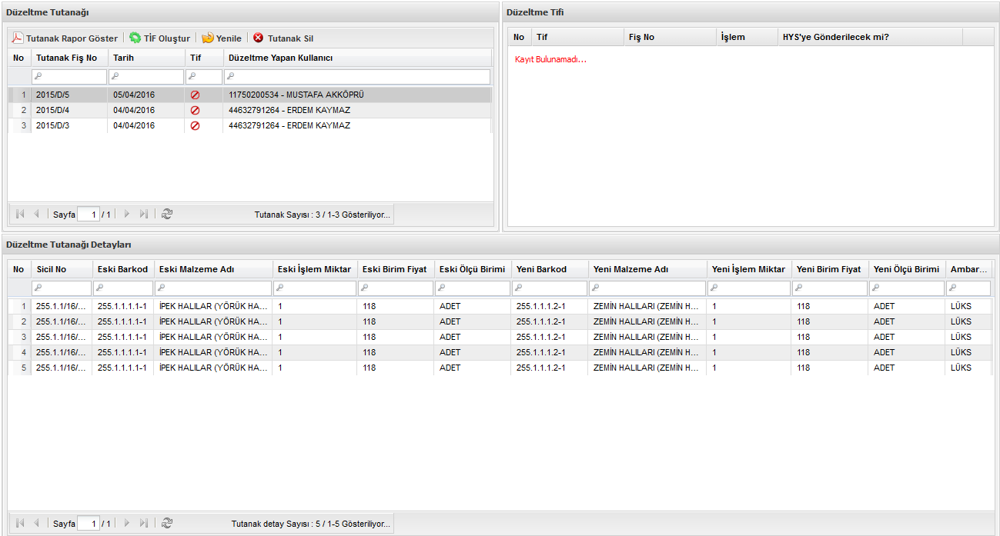 Düzeltme Tutanağı
Tutanak Rapor Göster TİF Oluştur Yenile Tutanak Sil
No Tutanak Fiş No Tarih Tif Düzeltme Yapan Kullanıcı
1 2015/D/5 05/04/2016 11750200534 - MUSTAFA AKKÖPRÜ
2 2015/D/4 04/04/2016 44632791264 - ERDEM KAYMAZ
3 2015/D/3 04/04/2016 44632791264 - ERDEM KAYMAZ
Sayfa 1 / 1 Tutanak Sayısı : 3 / 1-3 Gösteriliyor...
Düzeltme Tifi
No Tif Fiş No İşlem HYS'ye Gönderilecek mi?
Kayıt Bulunamadı...
Düzeltme Tutanağı Detayları
No Sicil No Eski Barkod Eski Malzeme Adı Eski İşlem Miktar Eski Birim Fiyat Eski Ölçü Birimi Yeni Barkod Yeni Malzeme Adı Yeni İşlem Miktar Yeni Birim Fiyat Yeni Ölçü Birimi Ambar...
1 255.1.1/16/... 255.1.1.1.1-1 İPEK HALILAR (YÖRÜK HA... 1 118 ADET 255.1.1.1.2-1 ZEMİN HALILARI (ZEMİN H... 1 118 ADET LÜKS
2 255.1.1/16/... 255.1.1.1.1-1 İPEK HALILAR (YÖRÜK HA... 1 118 ADET 255.1.1.1.2-1 ZEMİN HALILARI (ZEMİN H... 1 118 ADET LÜKS
3 255.1.1/16/... 255.1.1.1.1-1 İPEK HALILAR (YÖRÜK HA... 1 118 ADET 255.1.1.1.2-1 ZEMİN HALILARI (ZEMİN H... 1 118 ADET LÜKS
4 255.1.1/16/... 255.1.1.1.1-1 İPEK HALILAR (YÖRÜK HA... 1 118 ADET 255.1.1.1.2-1 ZEMİN HALILARI (ZEMİN H... 1 118 ADET LÜKS
5 255.1.1/16/... 255.1.1.1.1-1 İPEK HALILAR (YÖRÜK HA... 1 118 ADET 255.1.1.1.2-1 ZEMİN HALILARI (ZEMİN H... 1 118 ADET LÜKS
Sayfa 1 / 1 Tutanak detay Sayısı : 5 / 1-5 Gösteriliyor...